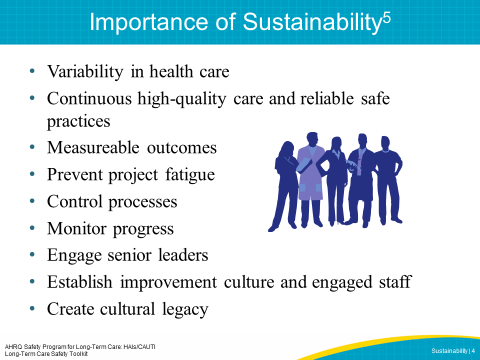 Importance of Sustainability5
• Variability in health care
• Continuous high-quality care and reliable safe
practices
• Measureable outcomes
• Prevent project fatigue
• Control processes
• Monitor progress
• Engage senior leaders
• Establish improvement culture and engaged staff
• Create cultural legacy
AHRQ Safety Program for Long-Term Care: HAIs/CAUTI
Long-Term Care Safety Toolkit
Sustainability | 4